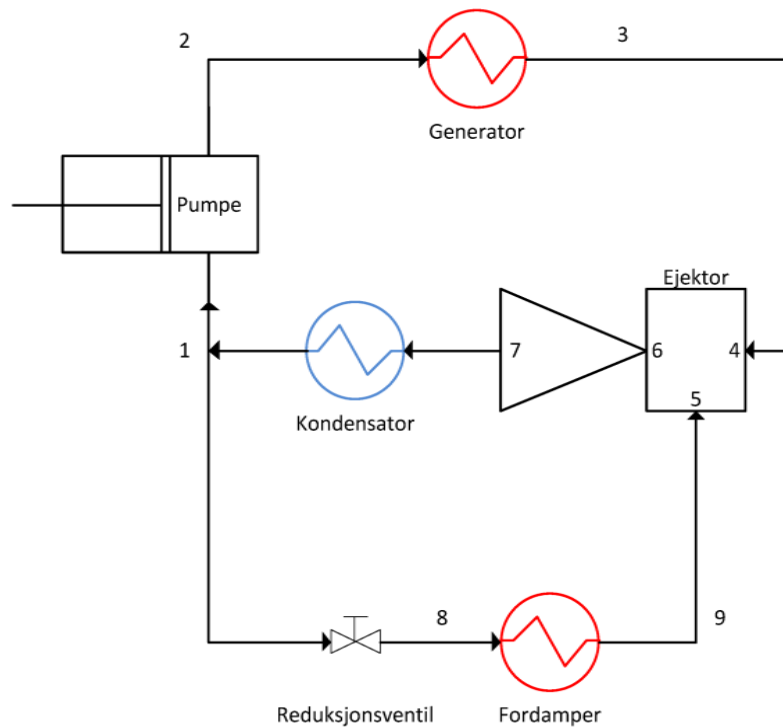 2
3
Generator
Pumpe
Ejektor
1
7
6
4
5
Kondensator
8
9
Reduksjonsventil
Fordamper